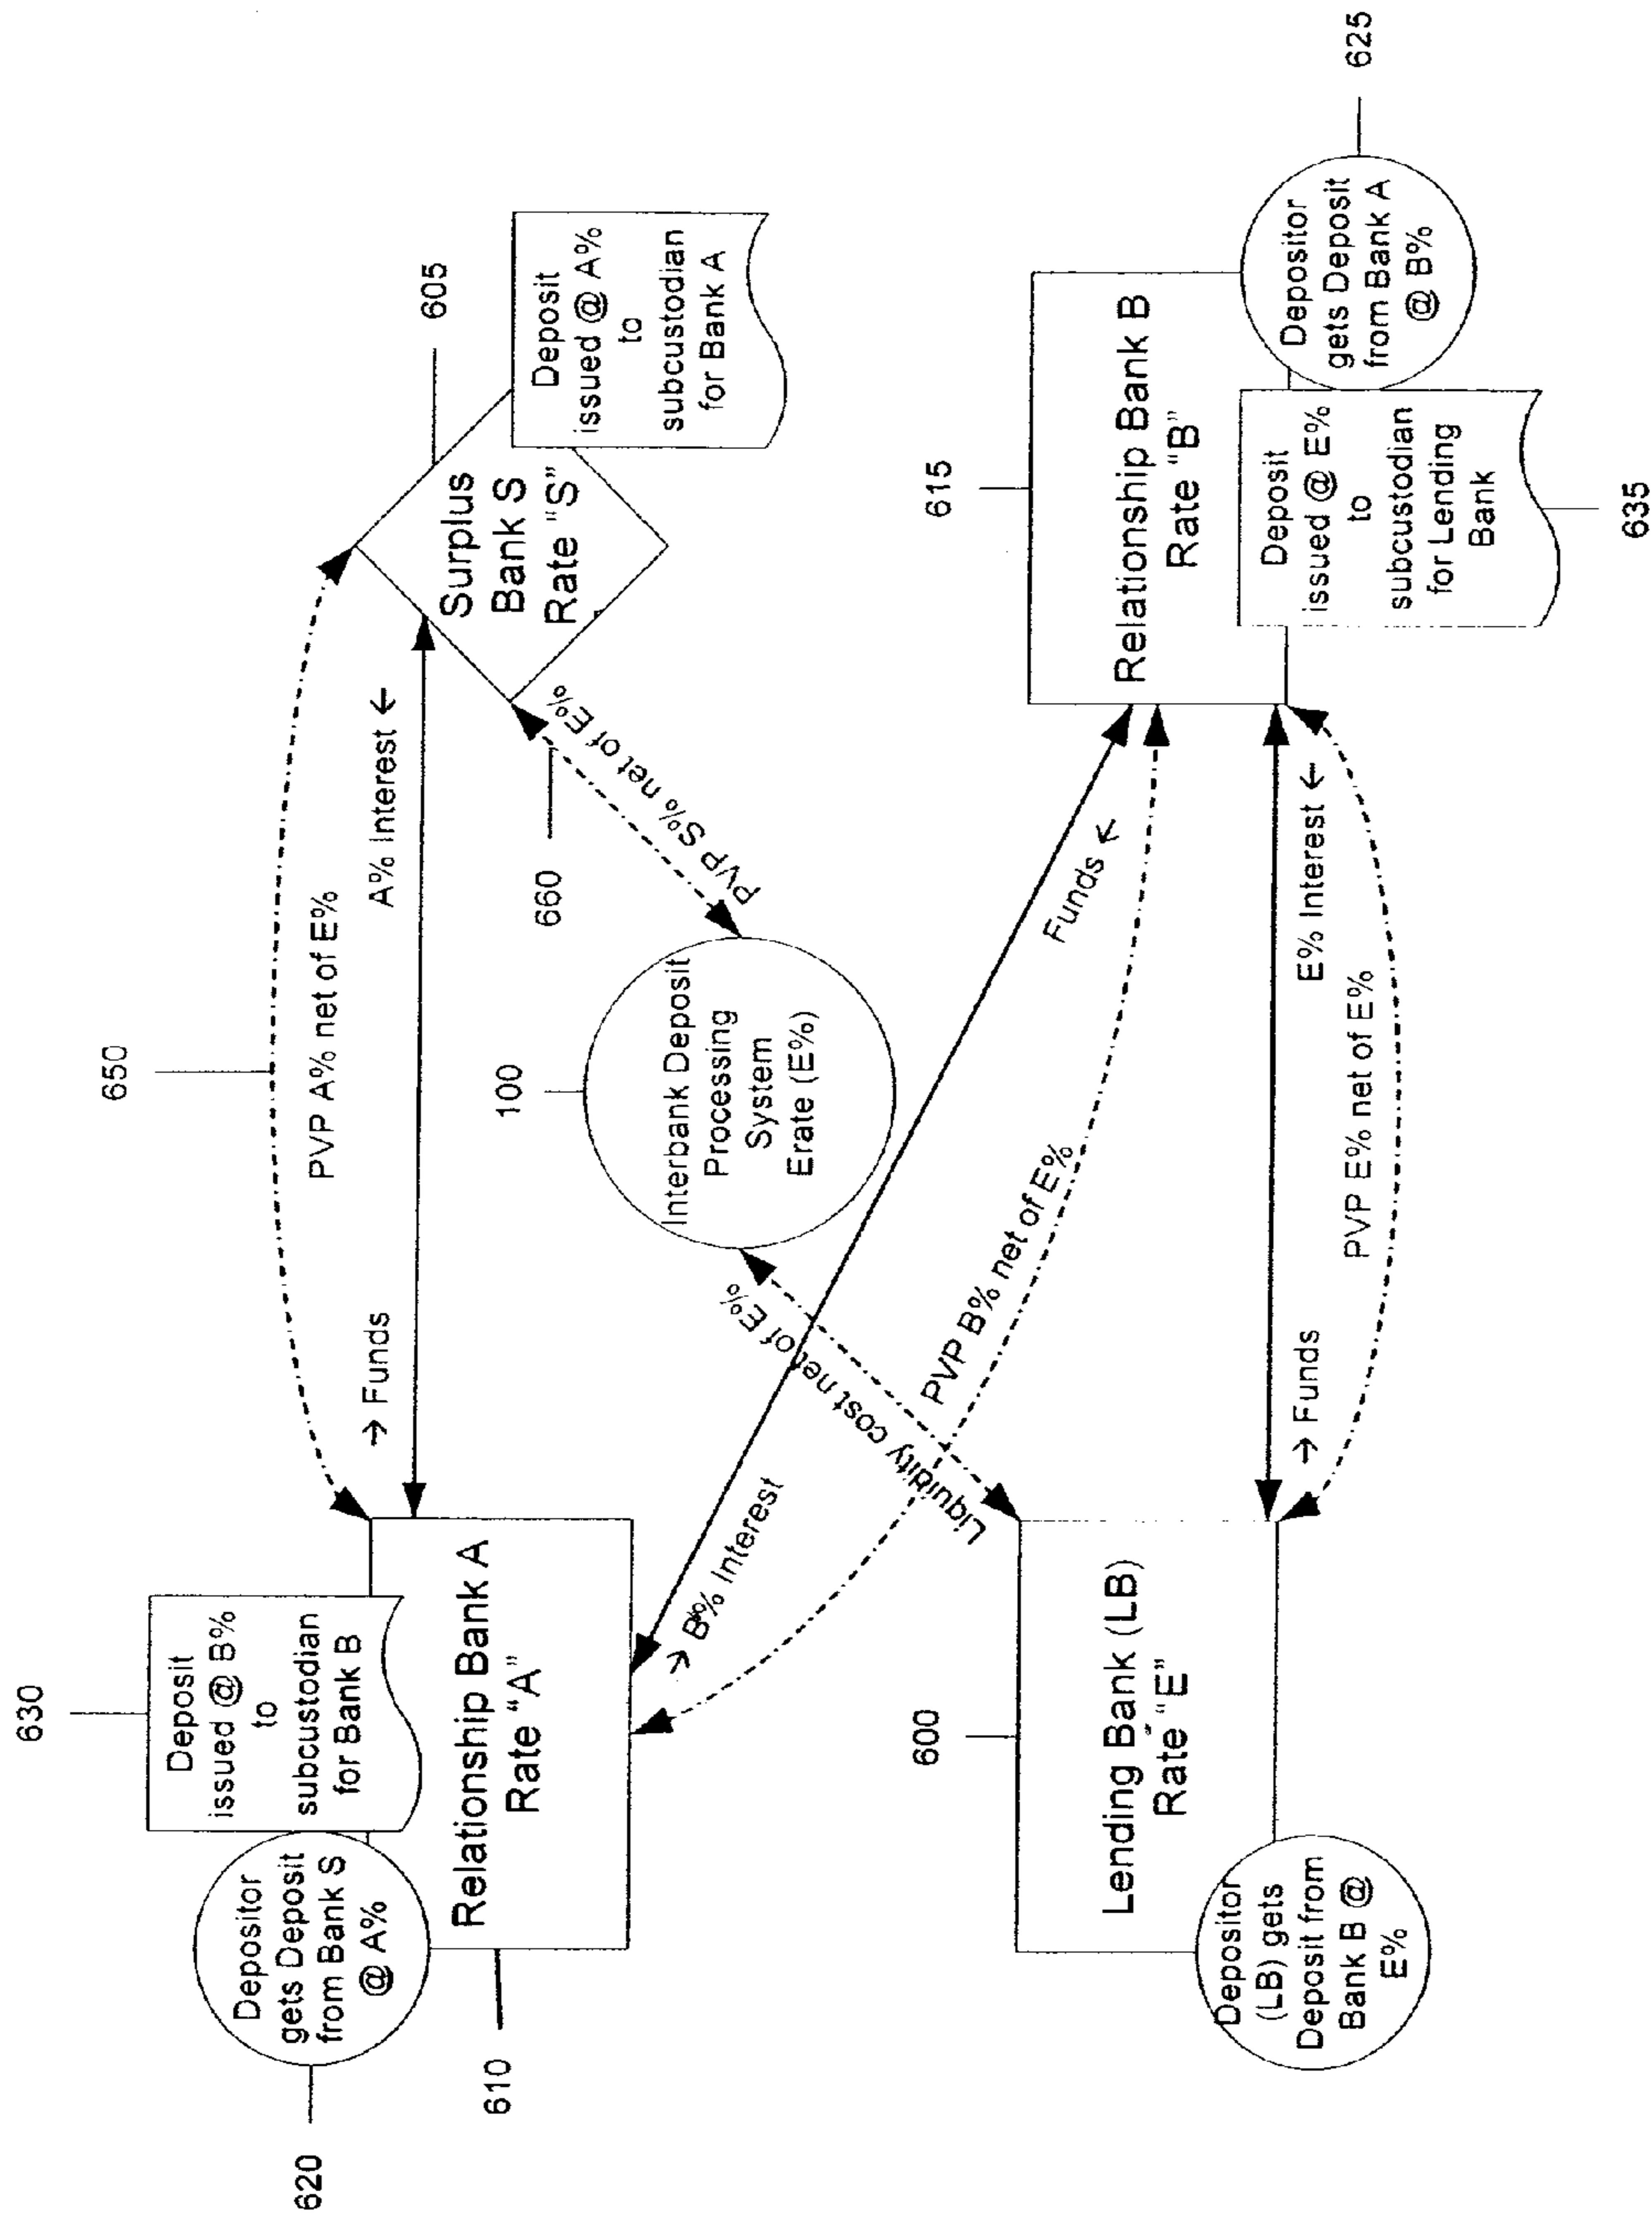 630
Deposit
issued @ B%
to
subcustodian
for Bank B
620
Depositor
gets Deposit
from Bank S
@ A%
610
Relationship Bank A
Rate "A"
650
PVP A% net of E%
→ Funds
A% Interest ←
605
Surplus
Bank S
Rate "S"
Deposit
issued @ A%
to
subcustodian
for Bank A
660
PVP S% net of E%
100
Interbank Deposit
Processing
System
Erate (E%)
Liquidity cost net of E%
→ B% Interest
Funds ←
PVP B% net of E%
600
Lending Bank (LB)
Rate "E"
Depositor
(LB) gets
Deposit from
Bank B @
E%
→ Funds
E% Interest ←
PVP E% net of E%
615
Relationship Bank B
Rate "B"
Deposit
issued @ E%
to
subcustodian
for Lending
Bank
635
Depositor
gets Deposit
from Bank A
@ B%
625